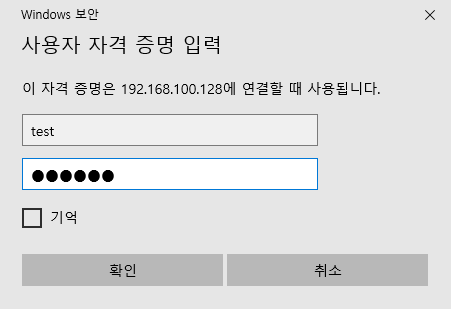 Windows 보안
사용자 자격 증명 입력
이 자격 증명은 192.168.100.128에 연결할 때 사용됩니다.
test
●●●●●●
기억
확인
취소